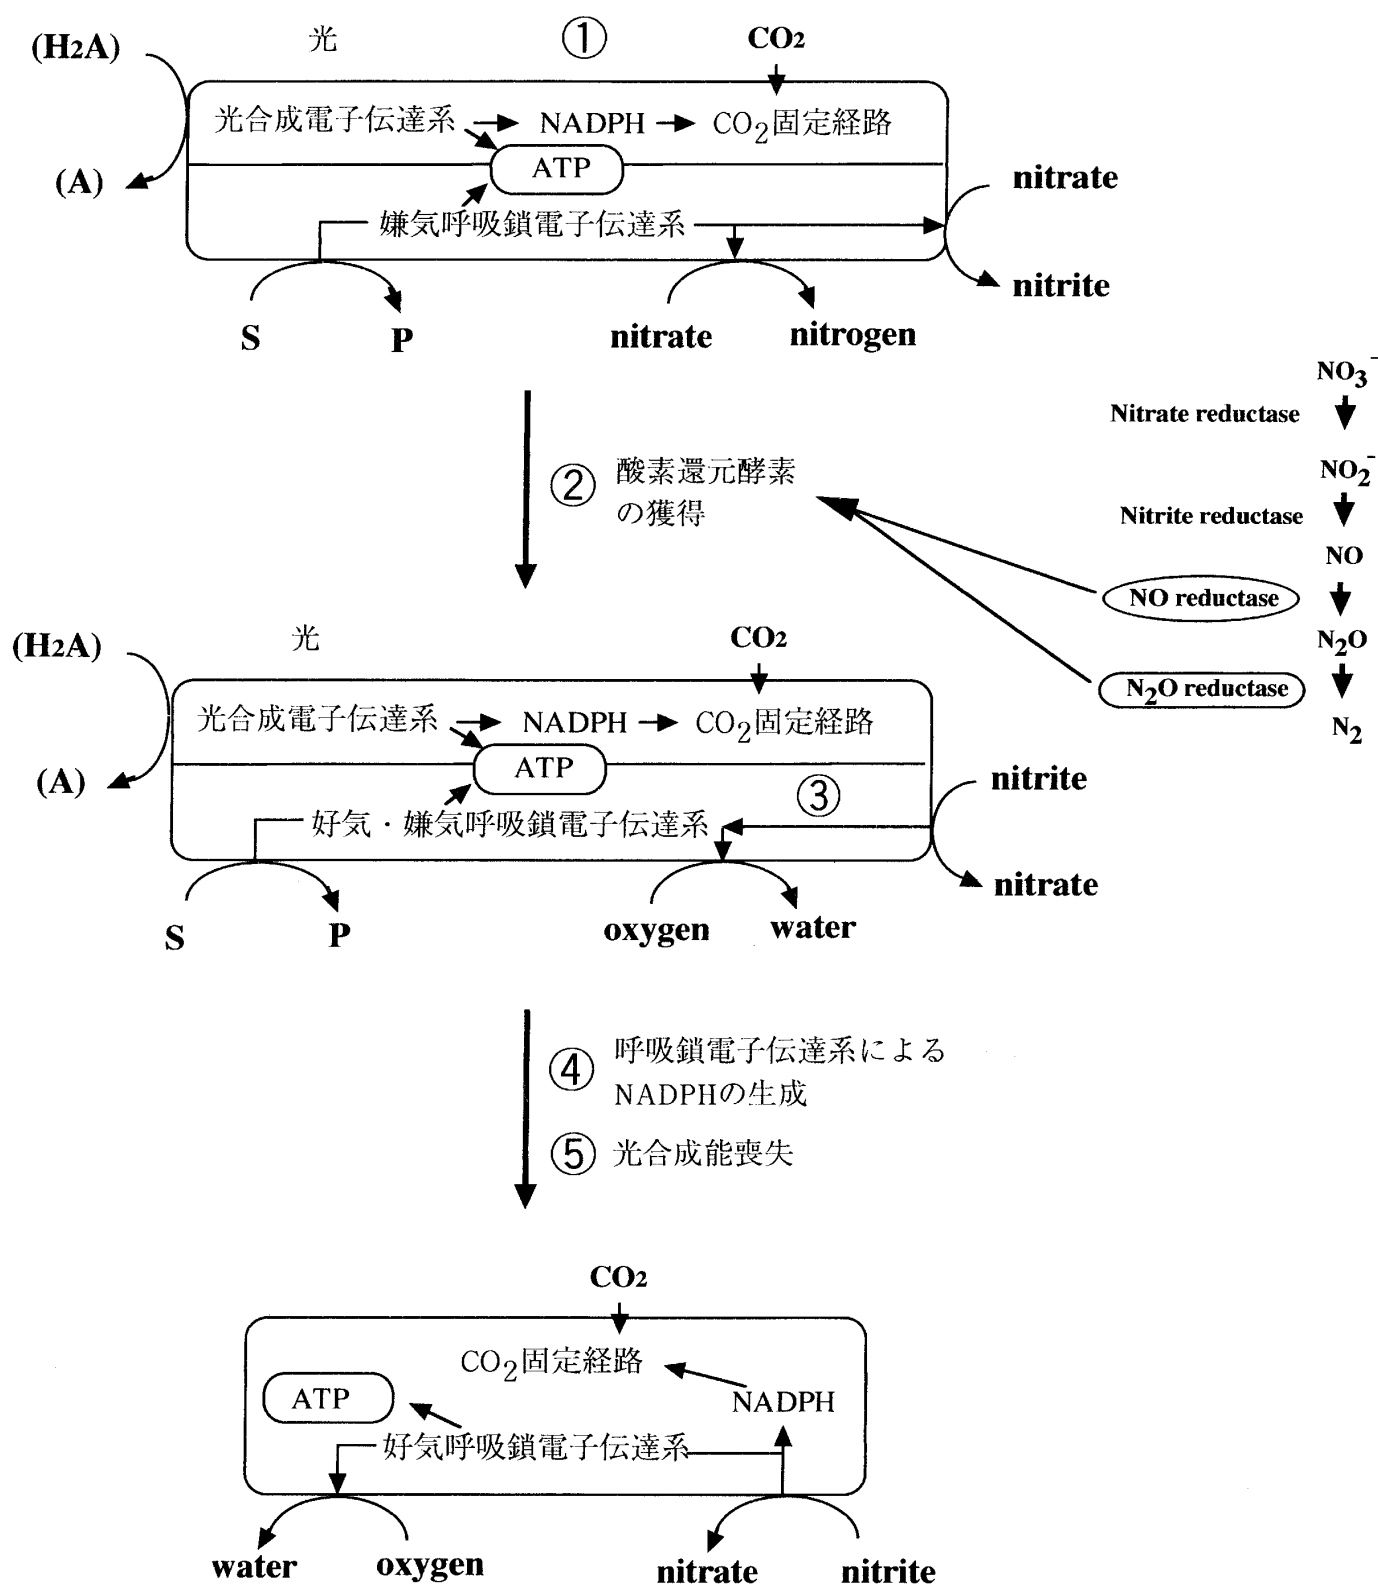 (H2A)
光
①
CO2
光合成電子伝達系
NADPH
CO2固定経路
(A)
ATP
nitrate
嫌気呼吸鎖電子伝達系
nitrite
S
P
nitrate
nitrogen
NO3-
Nitrate reductase
②
酸素還元酵素
の獲得
NO2-
Nitrite reductase
NO
NO reductase
N2O
N2O reductase
N2
(H2A)
光
CO2
光合成電子伝達系
NADPH
CO2固定経路
(A)
ATP
③
nitrite
好気・嫌気呼吸鎖電子伝達系
nitrate
S
P
oxygen
water
④
呼吸鎖電子伝達系による
NADPHの生成
⑤
光合成能喪失
CO2
CO2固定経路
ATP
NADPH
好気呼吸鎖電子伝達系
water
oxygen
nitrate
nitrite